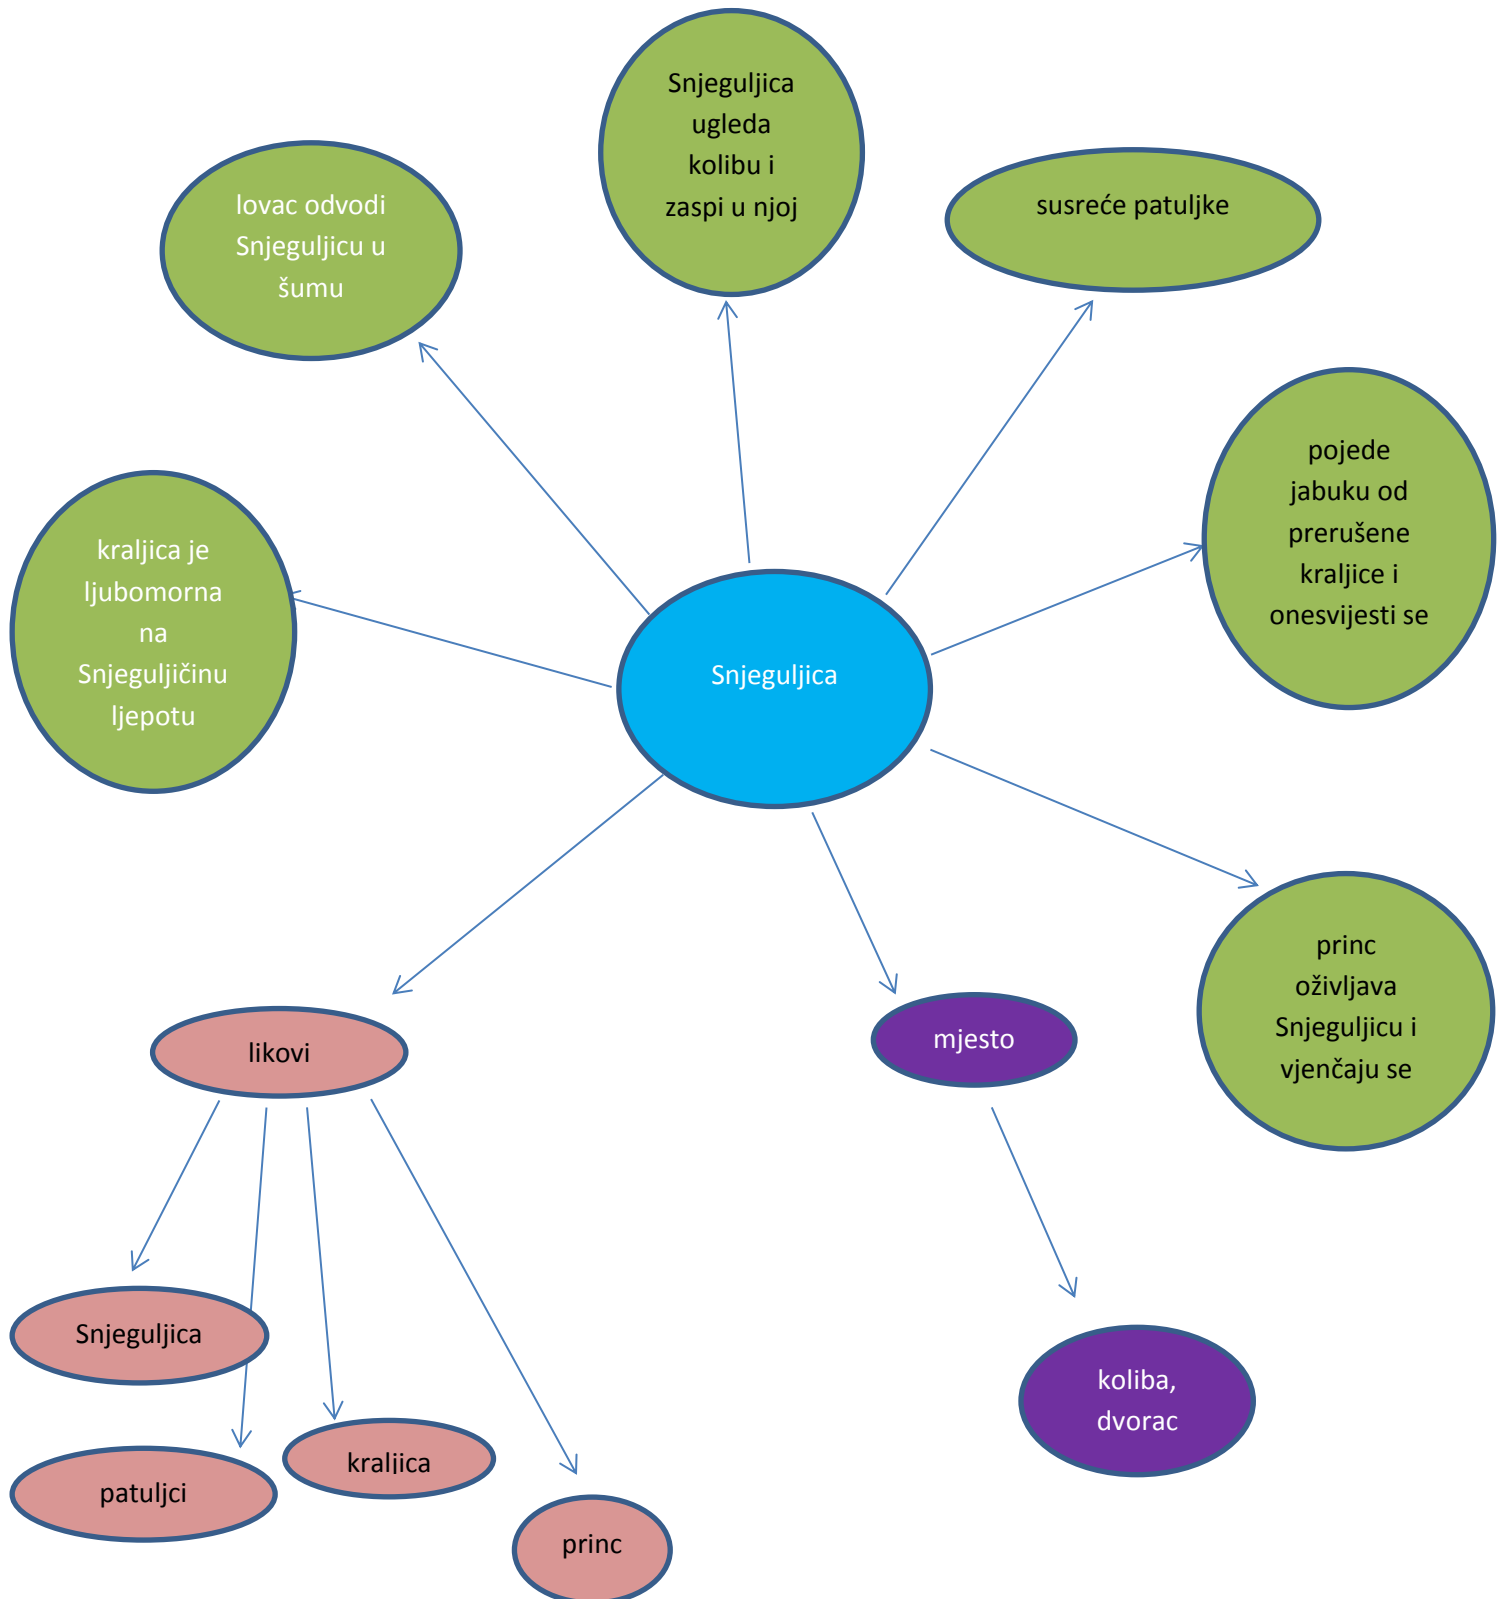 Snjeguljica
ugleda
kolibu i
zaspi u njoj
lovac odvodi
Snjeguljicu u
šumu
susreće patuljke
pojede
jabuku od
prerušene
kraljice i
onesvijesti se
kraljica je
ljubomorna
na
Snjeguljičinu
ljepotu
Snjeguljica
princ
oživljava
Snjeguljicu i
vjenčaju se
likovi
mjesto
Snjeguljica
patuljci
kraljica
princ
koliba,
dvorac